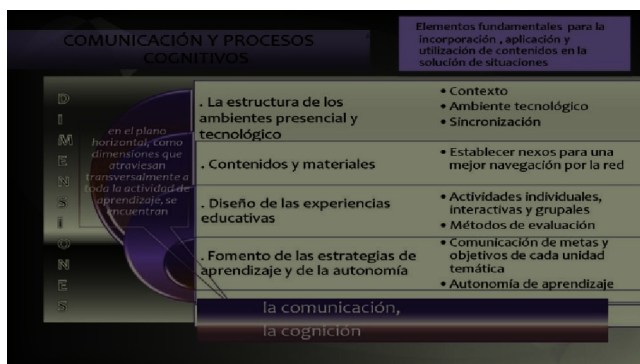 COMUNICACIÓN Y PROCESOS
COGNITIVOS
Elementos fundamentales para la
incorporación , aplicación y
utilización de contenidos en la
solución de situaciones
DIMENSIONES
en el plano
horizontal, como
dimensiones que
atraviesan
transversalmente a
toda la actividad de
aprendizaje, se
encuentran
. La estructura de los
ambientes presencial y
tecnológico
• Contexto
• Ambiente tecnológico
• Sincronización
. Contenidos y materiales
• Establecer nexos para una
mejor navegación por la red
. Diseño de las experiencias
educativas
• Actividades individuales,
interactivas y grupales
• Métodos de evaluación
. Fomento de las estrategias de
aprendizaje y de la autonomía
• Comunicación de metas y
objetivos de cada unidad
temática
• Autonomía de aprendizaje
la comunicación,
la cognición